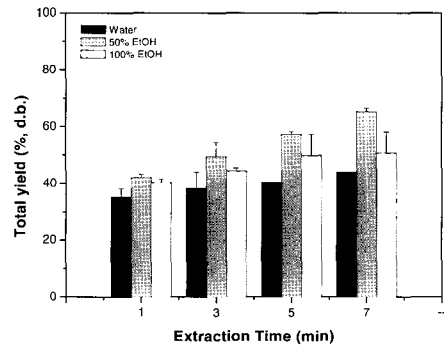 100
80
60
40
20
0
Total yield (%, d.b.)
Water
50% EtOH
100% EtOH
1 3 5 7 --
Extraction Time (min)